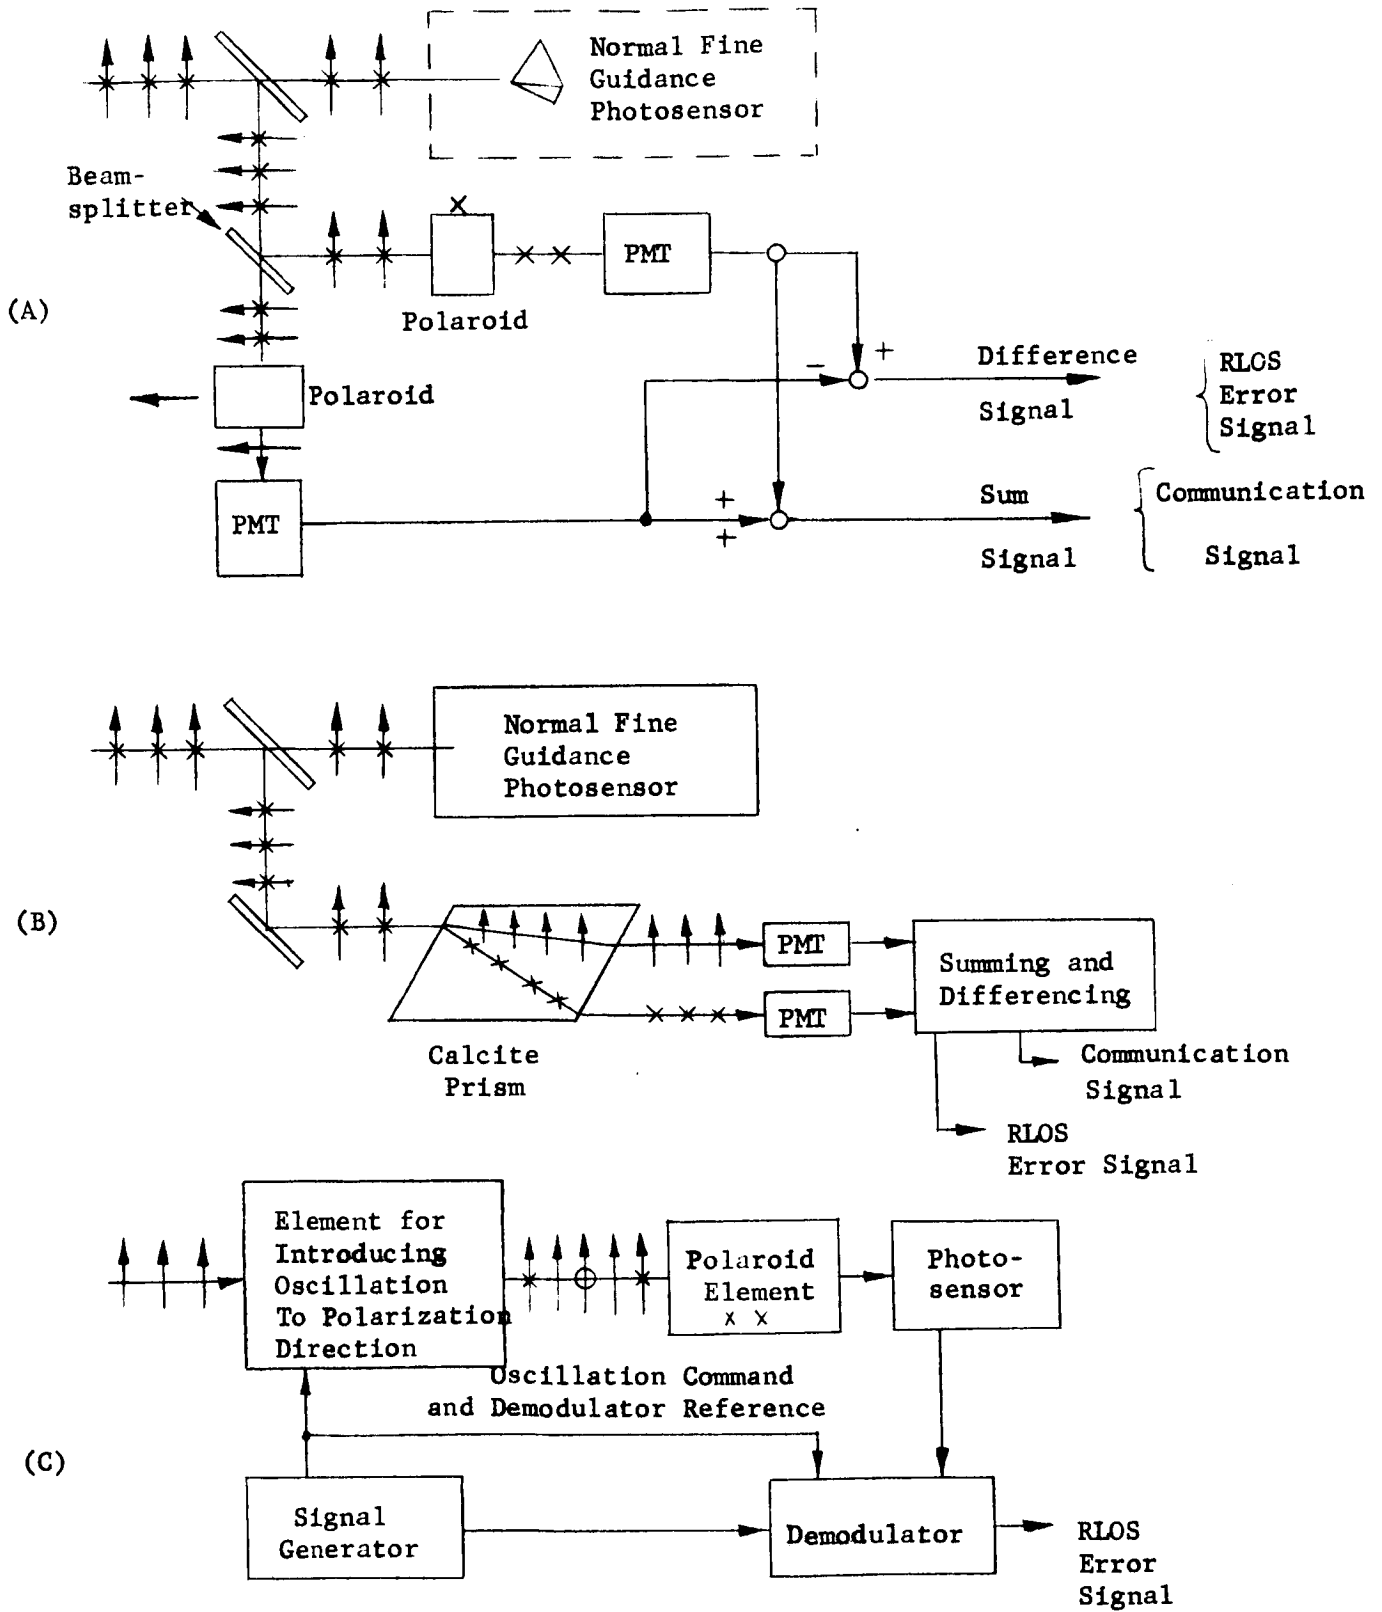 Normal Fine
Guidance
Photosensor
Beam-
splitter
X
PMT
(A)
Polaroid
Polaroid
+
-
Difference
Signal
RLOS
Error
Signal
PMT
+
+
Sum
Signal
Communication
Signal
Normal Fine
Guidance
Photosensor
(B)
PMT
PMT
Summing and
Differencing
Calcite
Prism
Communication
Signal
RLOS
Error Signal
Element for
Introducing
Oscillation
To Polarization
Direction
Polaroid
Element
x x
Photo-
sensor
Oscillation Command
and Demodulator Reference
(C)
Signal
Generator
Demodulator
RLOS
Error
Signal